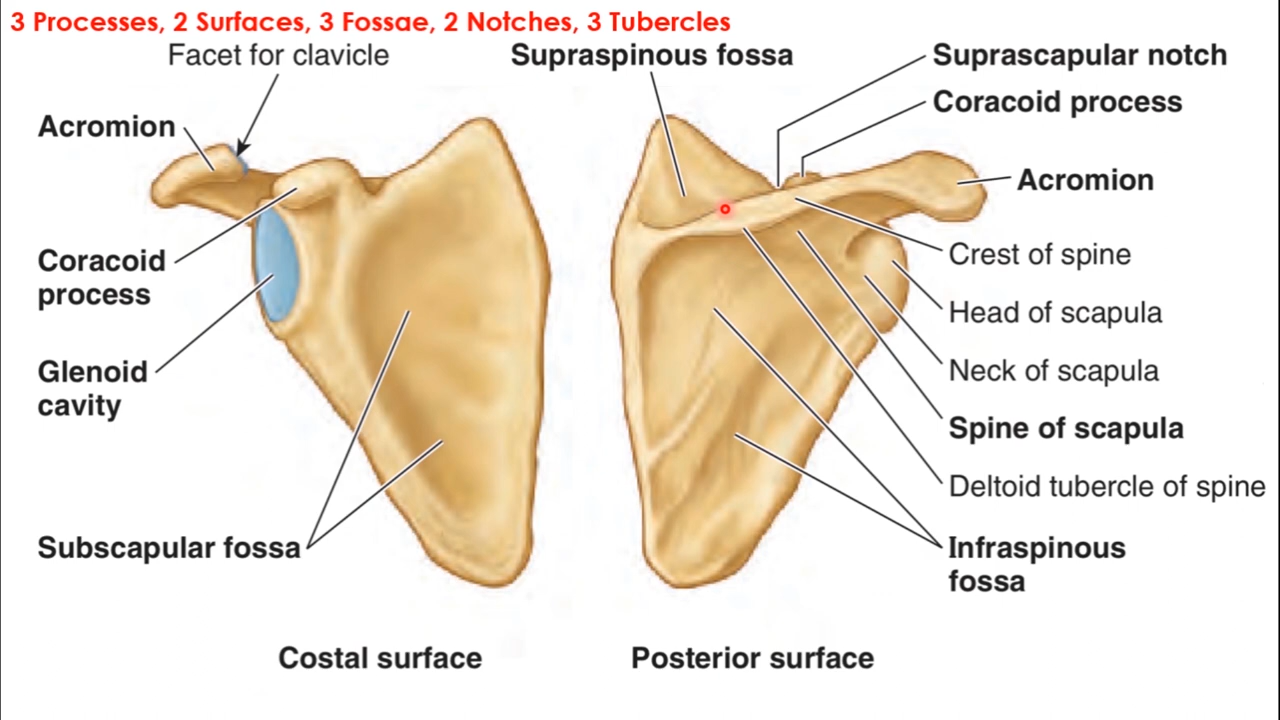 3 Processes, 2 Surfaces, 3 Fossae, 2 Notches, 3 Tubercles
Facet for clavicle
Acromion
Coracoid
process
Glenoid
cavity
Subscapular fossa
Costal surface
Supraspinous fossa
Suprascapular notch
Coracoid process
Acromion
Crest of spine
Head of scapula
Neck of scapula
Spine of scapula
Deltoid tubercle of spine
Infraspinous
fossa
Posterior surface